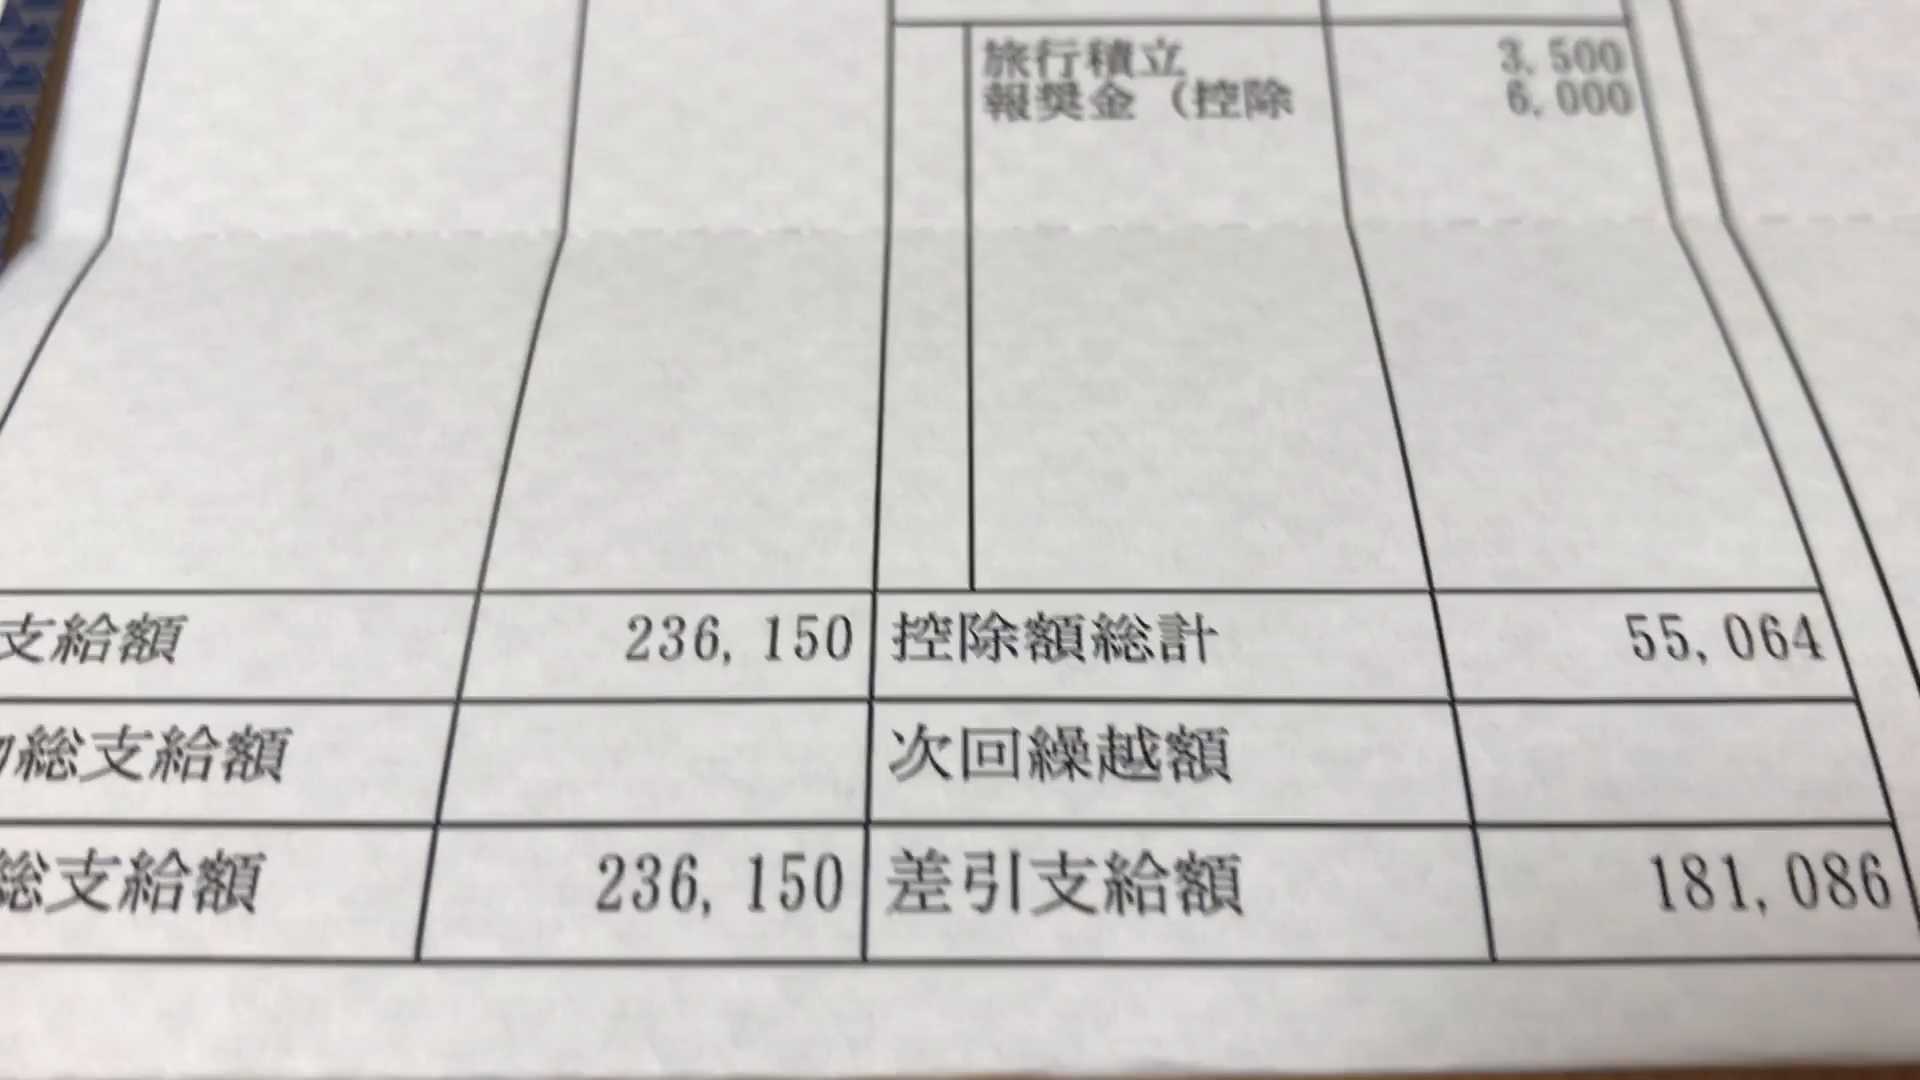 旅行積立 3,500
報奨金（控除 6,000
支給額 236,150 控除額総計 55,064
総支給額 次回繰越額
総支給額 236,150 差引支給額 181,086